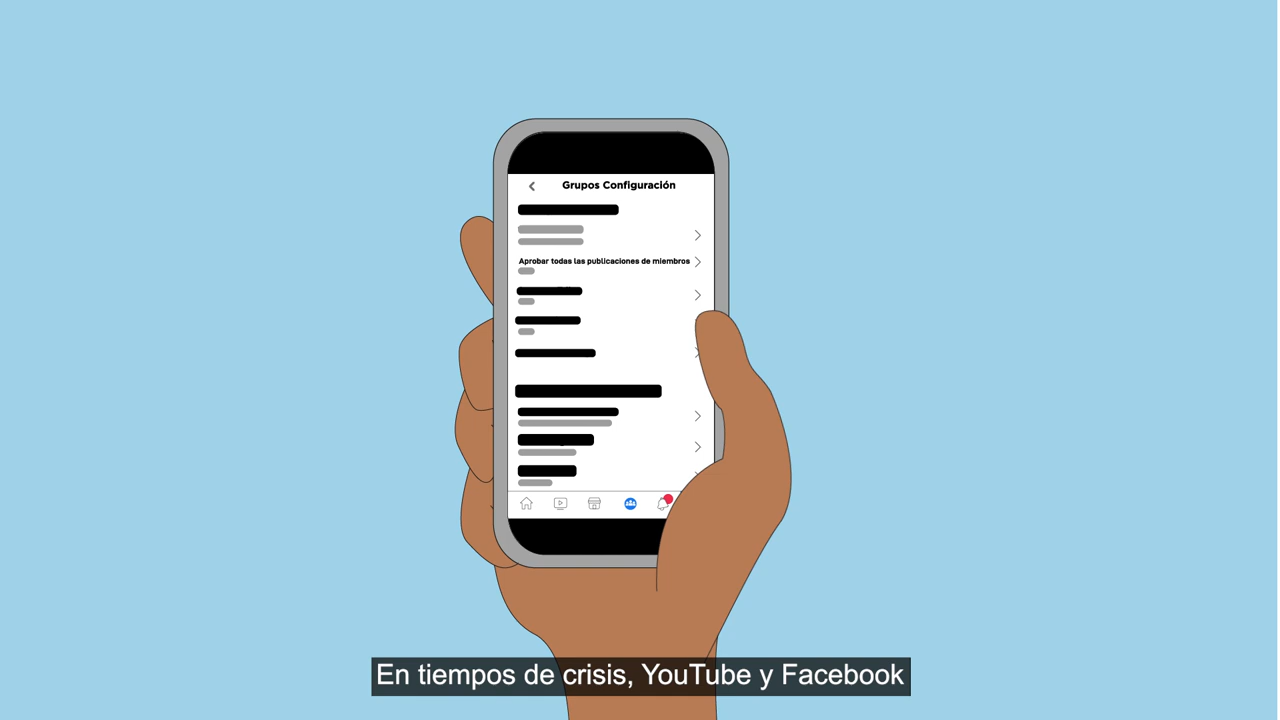 Grupos Configuración
Aprobar todas las publicaciones de miembros
En tiempos de crisis, YouTube y Facebook